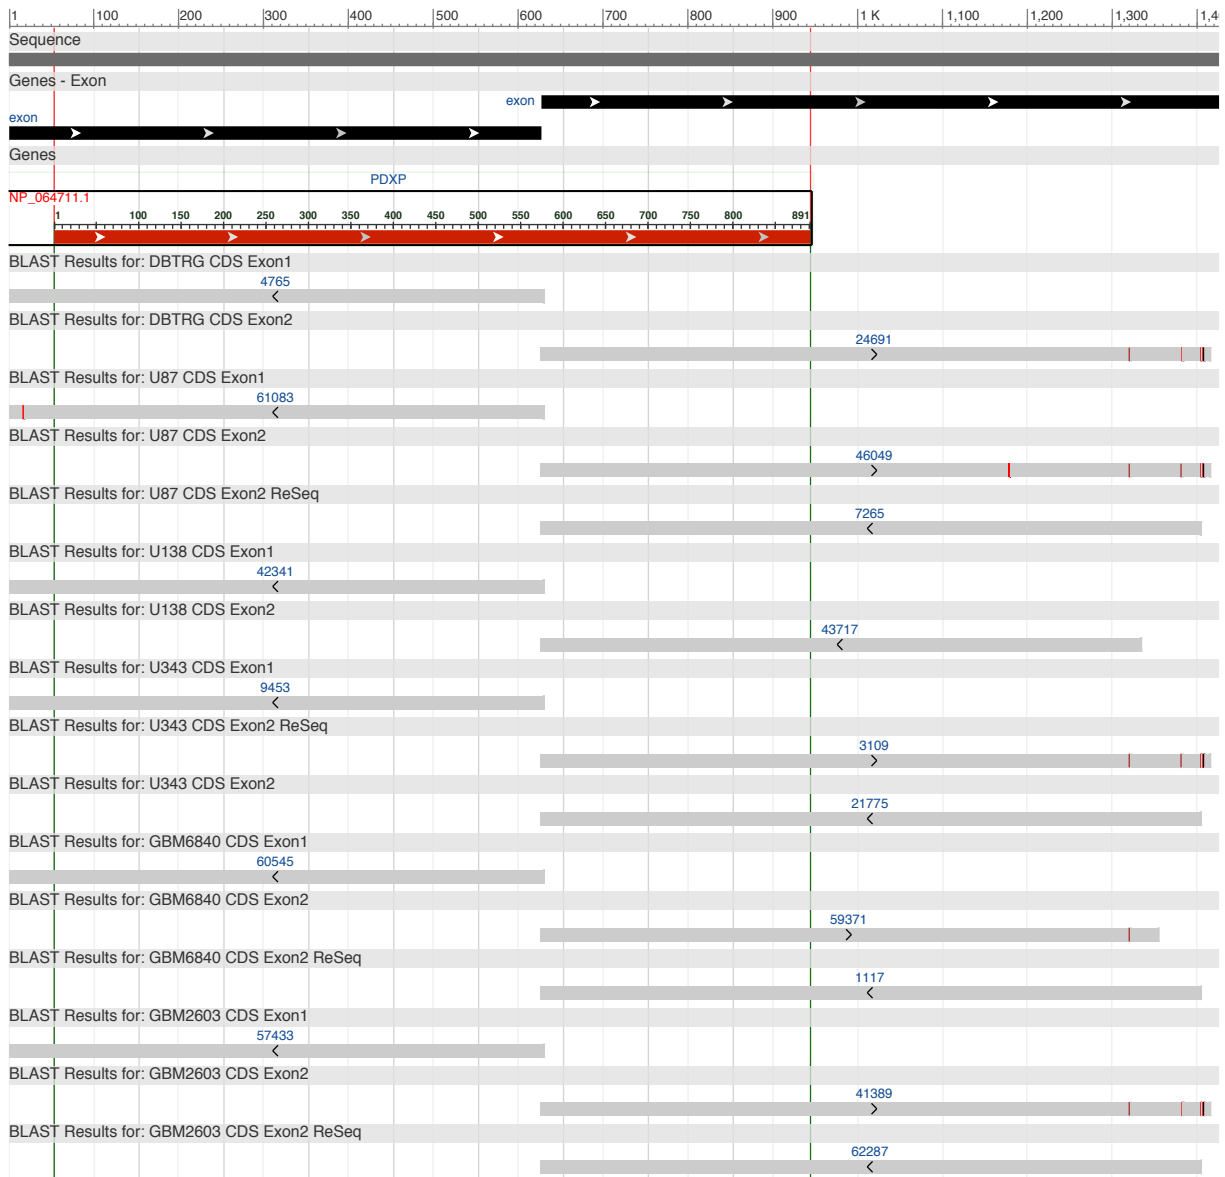 1 100 200 300 400 500 600 700 800 900 1 K 1,100 1,200 1,300 1,4
Sequence
Genes - Exon
exon
exon
Genes
PDXP
NP_064711.1
1 100 150 200 250 300 350 400 450 500 550 600 650 700 750 800 891
BLAST Results for: DBTRG CDS Exon1
4765
BLAST Results for: DBTRG CDS Exon2
24691
BLAST Results for: U87 CDS Exon1
61083
BLAST Results for: U87 CDS Exon2
46049
BLAST Results for: U87 CDS Exon2 ReSeq
7265
BLAST Results for: U138 CDS Exon1
42341
BLAST Results for: U138 CDS Exon2
43717
BLAST Results for: U343 CDS Exon1
9453
BLAST Results for: U343 CDS Exon2 ReSeq
3109
BLAST Results for: U343 CDS Exon2
21775
BLAST Results for: GBM6840 CDS Exon1
60545
BLAST Results for: GBM6840 CDS Exon2
59371
BLAST Results for: GBM6840 CDS Exon2 ReSeq
1117
BLAST Results for: GBM2603 CDS Exon1
57433
BLAST Results for: GBM2603 CDS Exon2
41389
BLAST Results for: GBM2603 CDS Exon2 ReSeq
62287